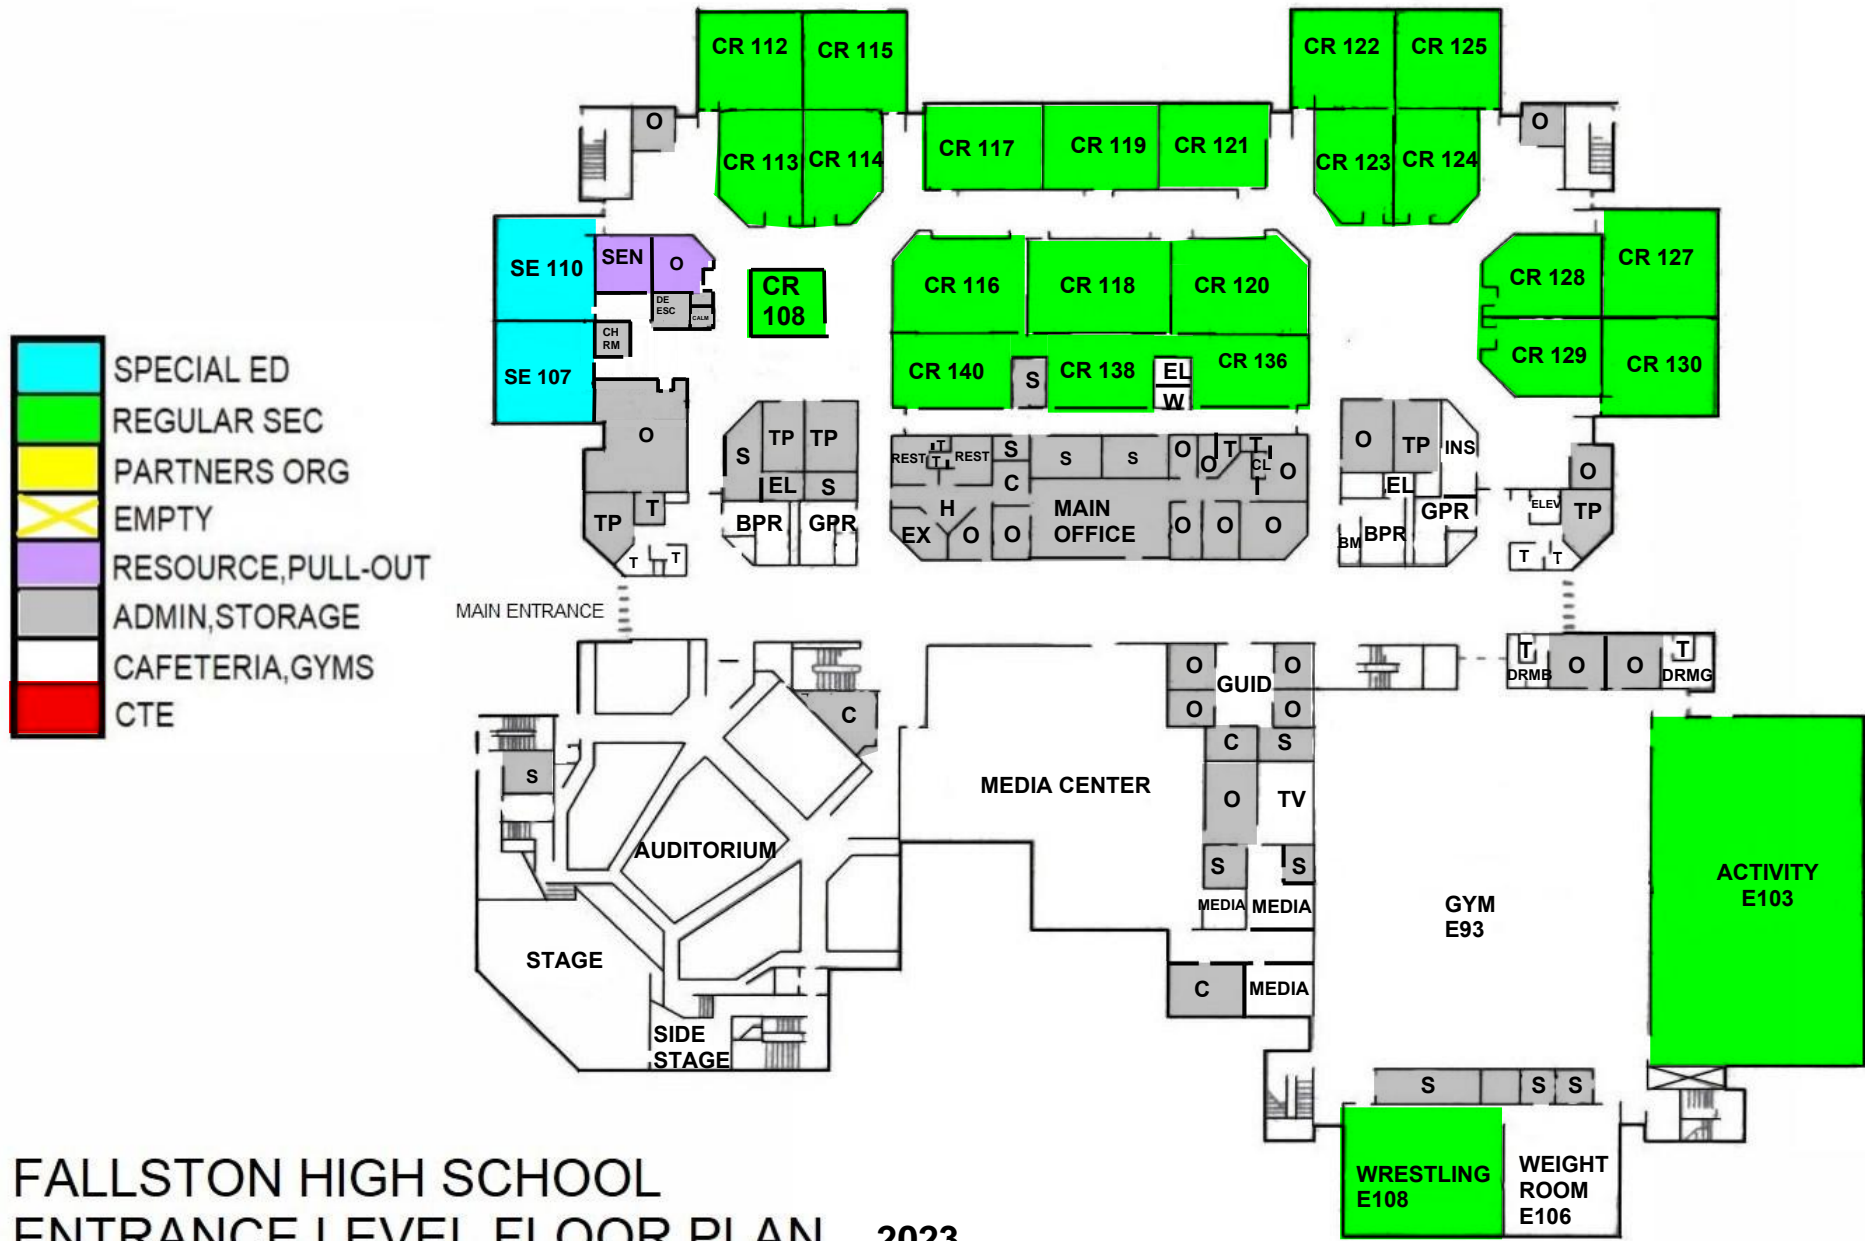 CR 112
CR 115
CR 122
CR 125
O
O
CR 113
CR 114
CR 117
CR 119
CR 121
CR 123
CR 124
SE 110
SEN
O
DE
ESC
CALM
CR
108
CR 116
CR 118
CR 120
CR 128
CR 127
CH
RM
SE 107
CR 140
S
CR 138
EL
W
CR 136
CR 129
CR 130
SPECIAL ED
REGULAR SEC
PARTNERS ORG
EMPTY
RESOURCE,PULL-OUT
ADMIN,STORAGE
CAFETERIA,GYMS
CTE
O
S
TP
TP
EL
S
BPR
GPR
TP
T
T
T
REST
T
T
REST
S
C
S
S
O
O
T
T
CL
O
H
EX
O
O
MAIN
OFFICE
O
O
O
O
TP
INS
EL
GPR
BM
BPR
O
ELEV
TP
T
T
MAIN ENTRANCE
C
S
AUDITORIUM
STAGE
SIDE
STAGE
MEDIA CENTER
O
O
GUID
O
O
C
S
O
TV
S
S
MEDIA
MEDIA
C
MEDIA
T
DRMB
O
O
T
DRMG
GYM
E93
ACTIVITY
E103
S
S
S
WRESTLING
E108
WEIGHT
ROOM
E106
FALLSTON HIGH SCHOOL
ENTRANCE LEVEL FLOOR PLAN 2023